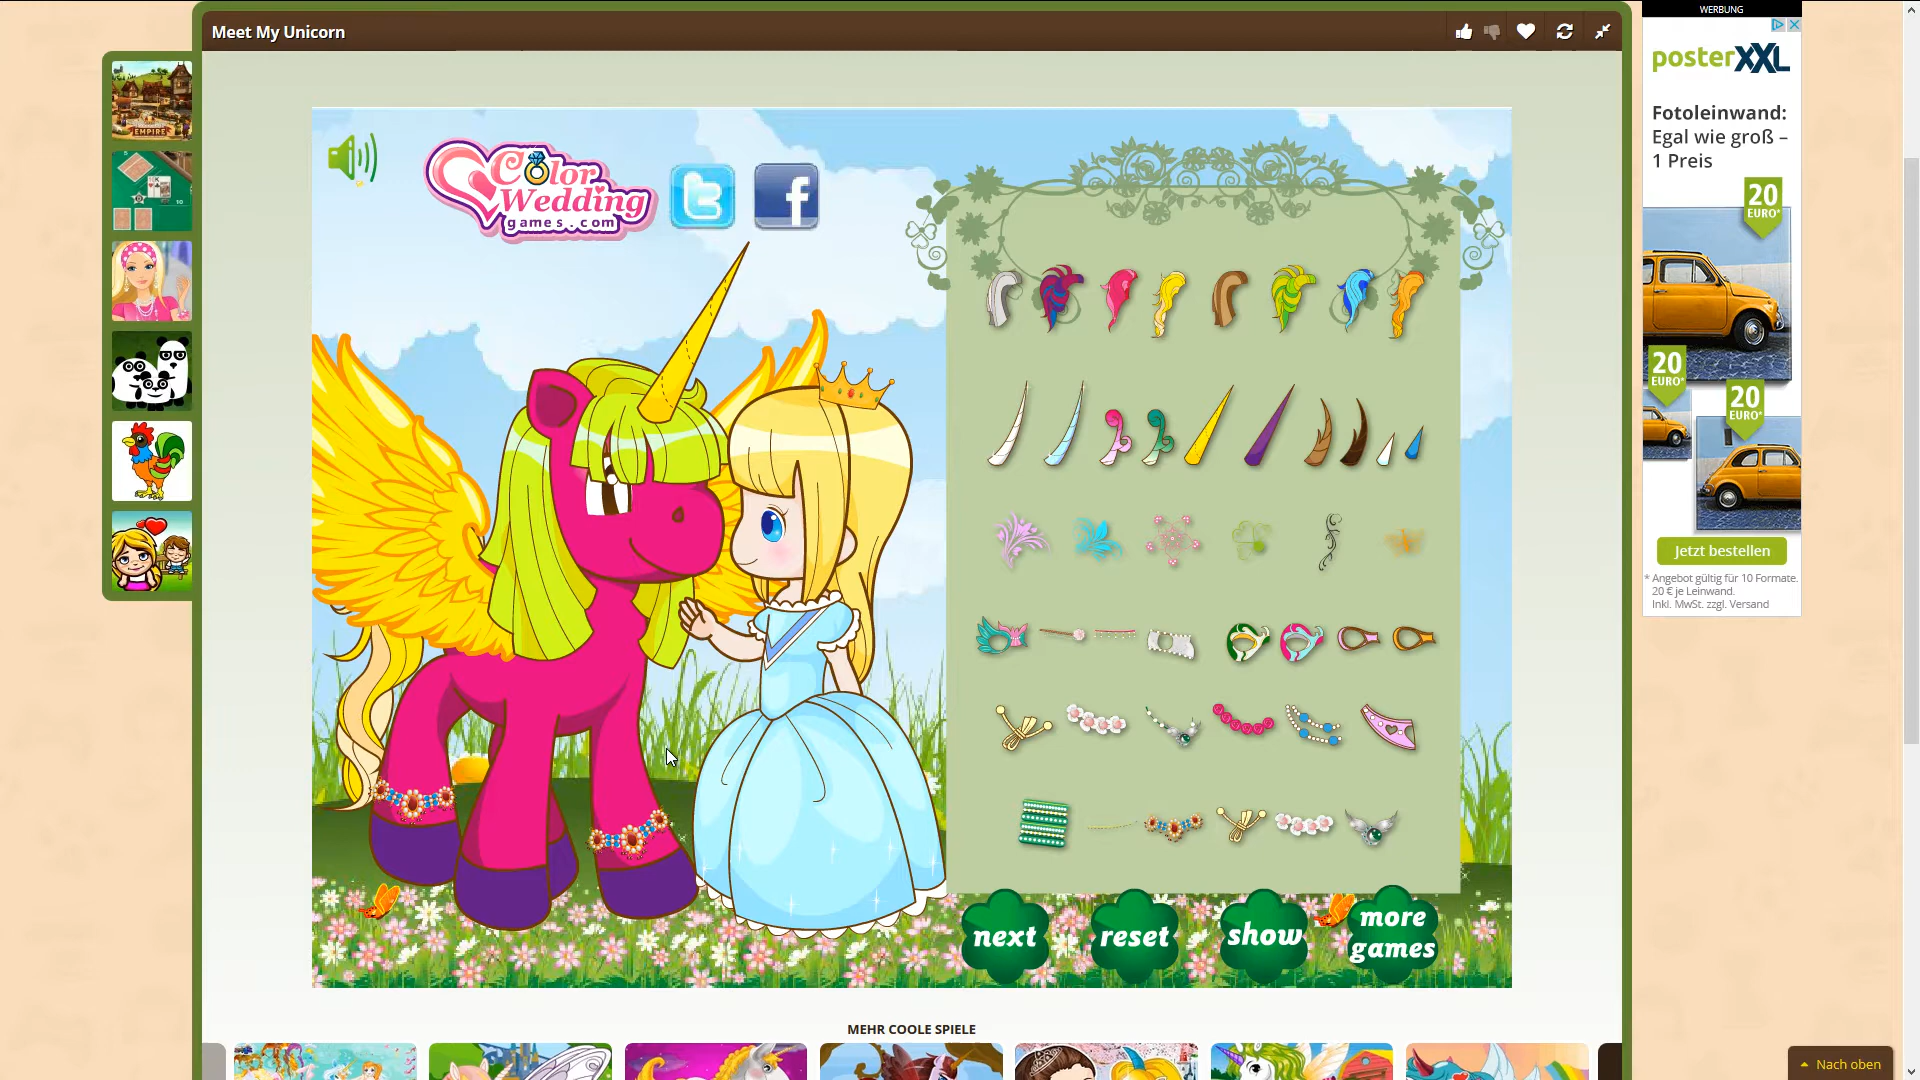 Meet My Unicorn
WERBUNG
posterXXL
Fotoleinwand:
Egal wie groß –
1 Preis
20
EURO*
20
EURO*
20
EURO*
Jetzt bestellen
* Angebot gültig für 10 Formate.
20 € je Leinwand.
Inkl. MwSt. zzgl. Versand
EMPIRE
Color
Wedding
games.com
t
f
next
reset
show
more
games
MEHR COOLE SPIELE
Nach oben